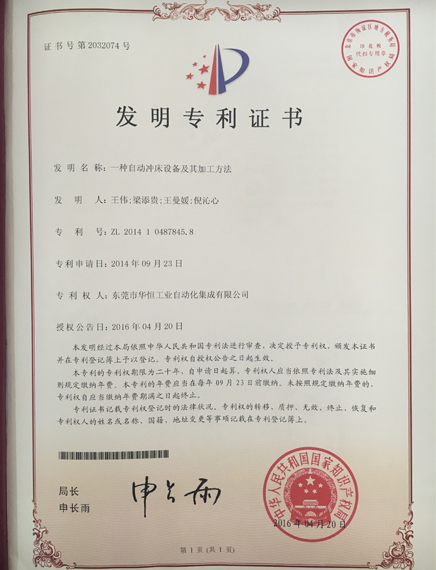 证书号第2032074号
发明专利证书
发明名称：一种自动冲床设备及其加工方法
发明人：王伟;梁添贵;王曼媛;倪沁心
专利号：ZL 2014 1 0487845.8
专利申请日：2014年09月23日
专利权人：东莞市华恒工业自动化集成有限公司
授权公告日：2016年04月20日
本发明经过本局依照中华人民共和国专利法进行审查，决定授予专利权，颁发本证书
并在专利登记簿上予以登记。专利权自授权公告之日起生效。
本专利的专利权期限为二十年，自申请日起算。专利权人应当依照专利法及其实施细
则规定缴纳年费。本专利的年费应当在每年09月23日前缴纳。未按照规定缴纳年费的，
专利权自应当缴纳年费期满之日起终止。
专利证书记载专利权登记时的法律状况。专利权的转移、质押、无效、终止、恢复和
专利权人的姓名或名称、国籍、地址变更等事项记载在专利登记簿上。
局长
申长雨
申长雨
中华人民共和国国家知识产权局
2016年04月20日
第1页(共1页)